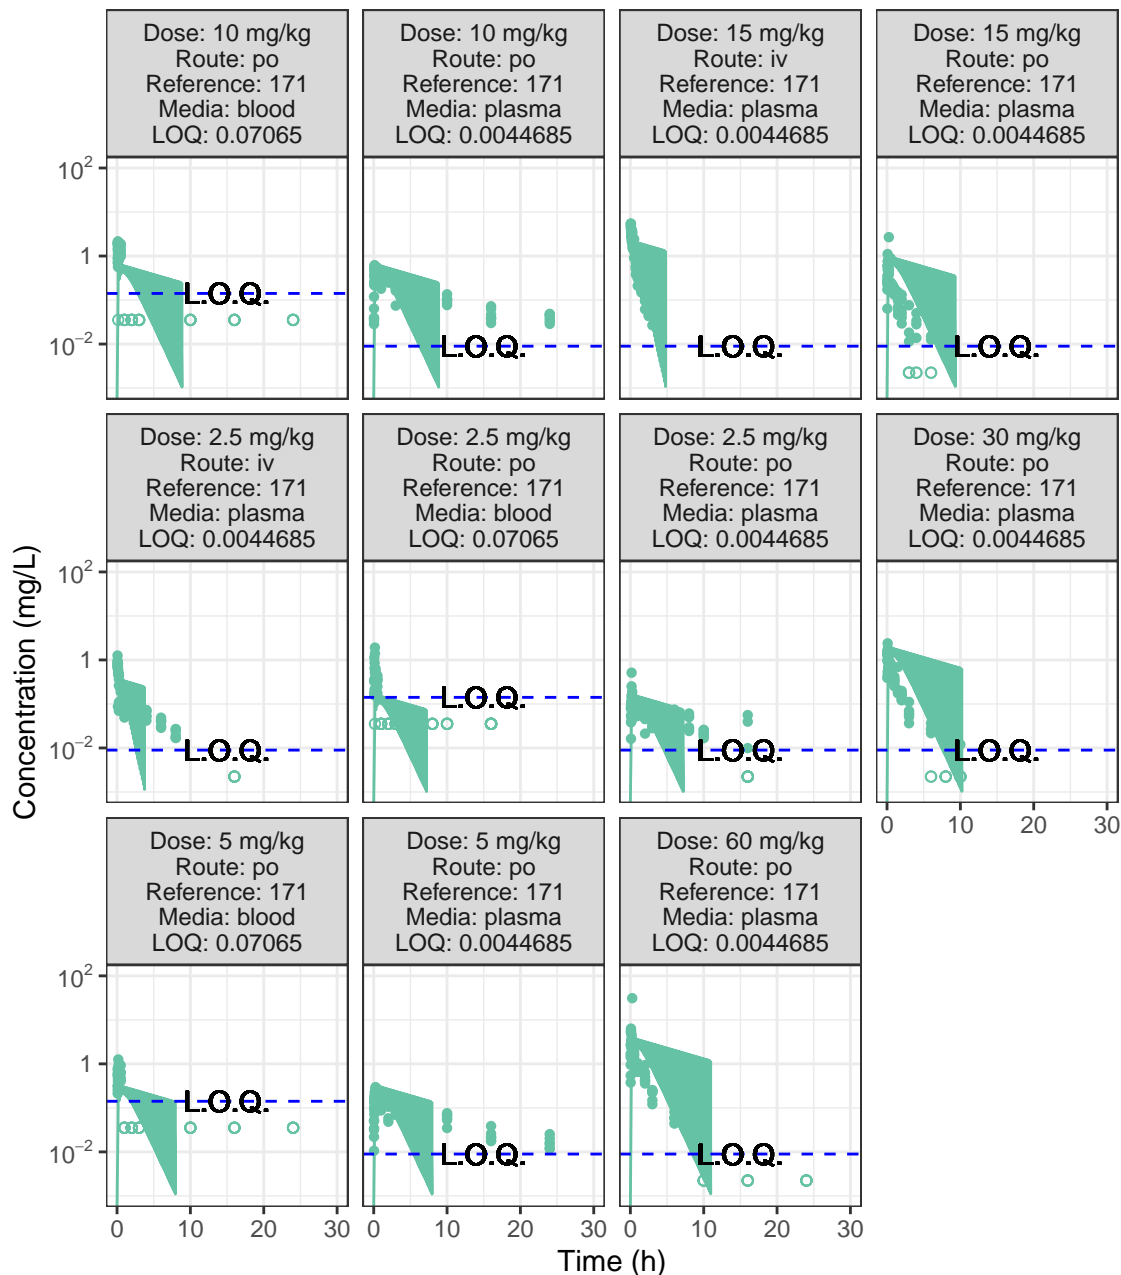 Dose: 10 mg/kg
Route: po
Reference: 171
Media: blood
LOQ: 0.07065
Dose: 10 mg/kg
Route: po
Reference: 171
Media: plasma
LOQ: 0.0044685
Dose: 15 mg/kg
Route: iv
Reference: 171
Media: plasma
LOQ: 0.0044685
Dose: 15 mg/kg
Route: po
Reference: 171
Media: plasma
LOQ: 0.0044685
10²
1
10⁻²
L.O.Q.
L.O.Q.
L.O.Q.
L.O.Q.
Dose: 2.5 mg/kg
Route: iv
Reference: 171
Media: plasma
LOQ: 0.0044685
Dose: 2.5 mg/kg
Route: po
Reference: 171
Media: blood
LOQ: 0.07065
Dose: 2.5 mg/kg
Route: po
Reference: 171
Media: plasma
LOQ: 0.0044685
Dose: 30 mg/kg
Route: po
Reference: 171
Media: plasma
LOQ: 0.0044685
10²
1
10⁻²
L.O.Q.
L.O.Q.
L.O.Q.
L.O.Q.
0 10 20 30
Dose: 5 mg/kg
Route: po
Reference: 171
Media: blood
LOQ: 0.07065
Dose: 5 mg/kg
Route: po
Reference: 171
Media: plasma
LOQ: 0.0044685
Dose: 60 mg/kg
Route: po
Reference: 171
Media: plasma
LOQ: 0.0044685
10²
1
10⁻²
L.O.Q.
L.O.Q.
L.O.Q.
0 10 20 30
0 10 20 30
0 10 20 30
Time (h)
Concentration (mg/L)